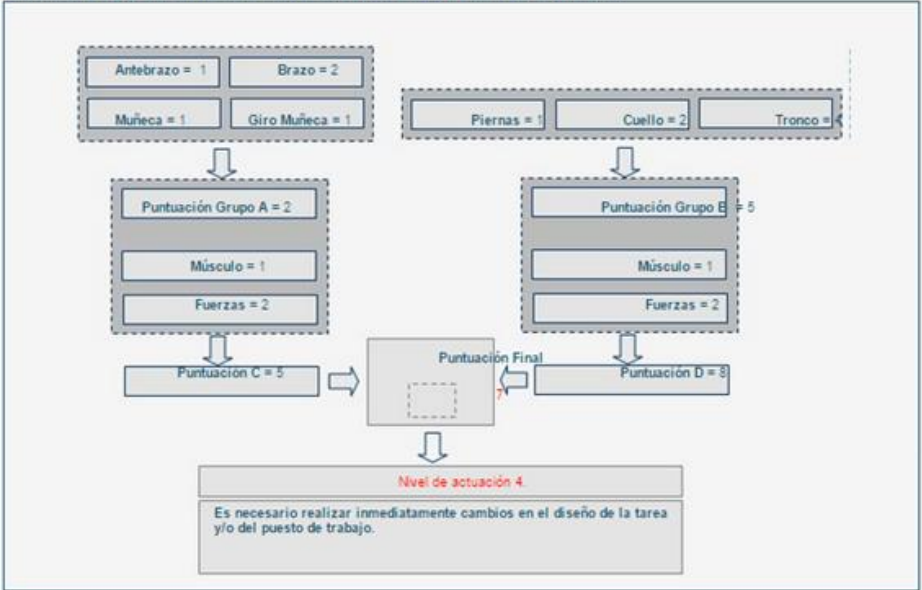 Antebrazo = 1
Brazo = 2
Muñeca = 1
Giro Muñeca = 1
Piernas = 1
Cuello = 2
Tronco = 4
Puntuación Grupo A = 2
Músculo = 1
Fuerzas = 2
Puntuación Grupo B = 5
Músculo = 1
Fuerzas = 2
Puntuación C = 5
Puntuación Final
7
Puntuación D = 8
Nivel de actuación 4.
Es necesario realizar inmediatamente cambios en el diseño de la tarea
y/o del puesto de trabajo.